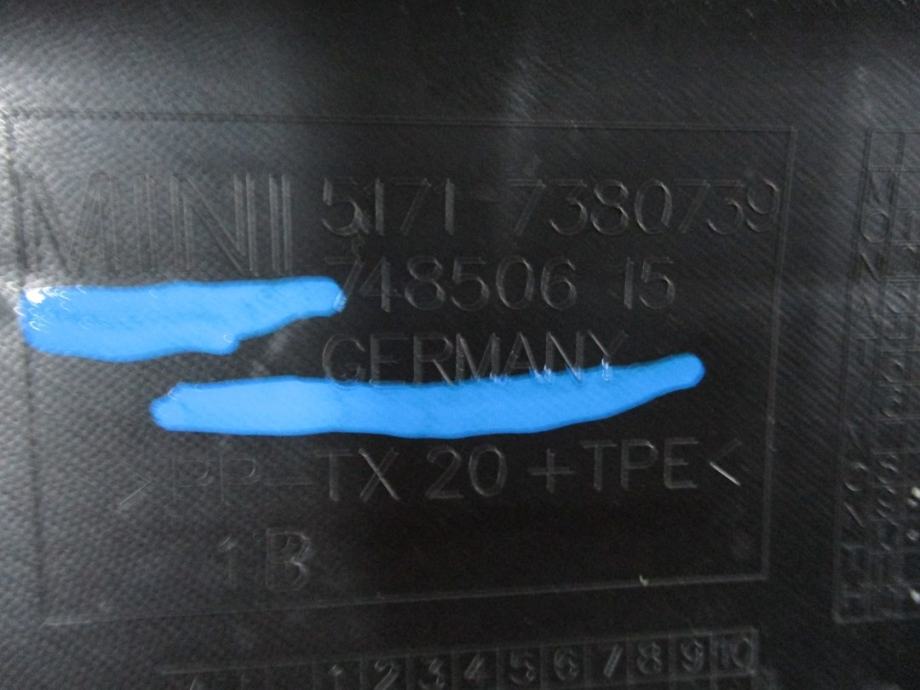 MINI 5171-7380739
748506 15
GERMANY
>PP-TX 20 +TPE<
1B
1 2 3 4 5 6 7 8 9 10